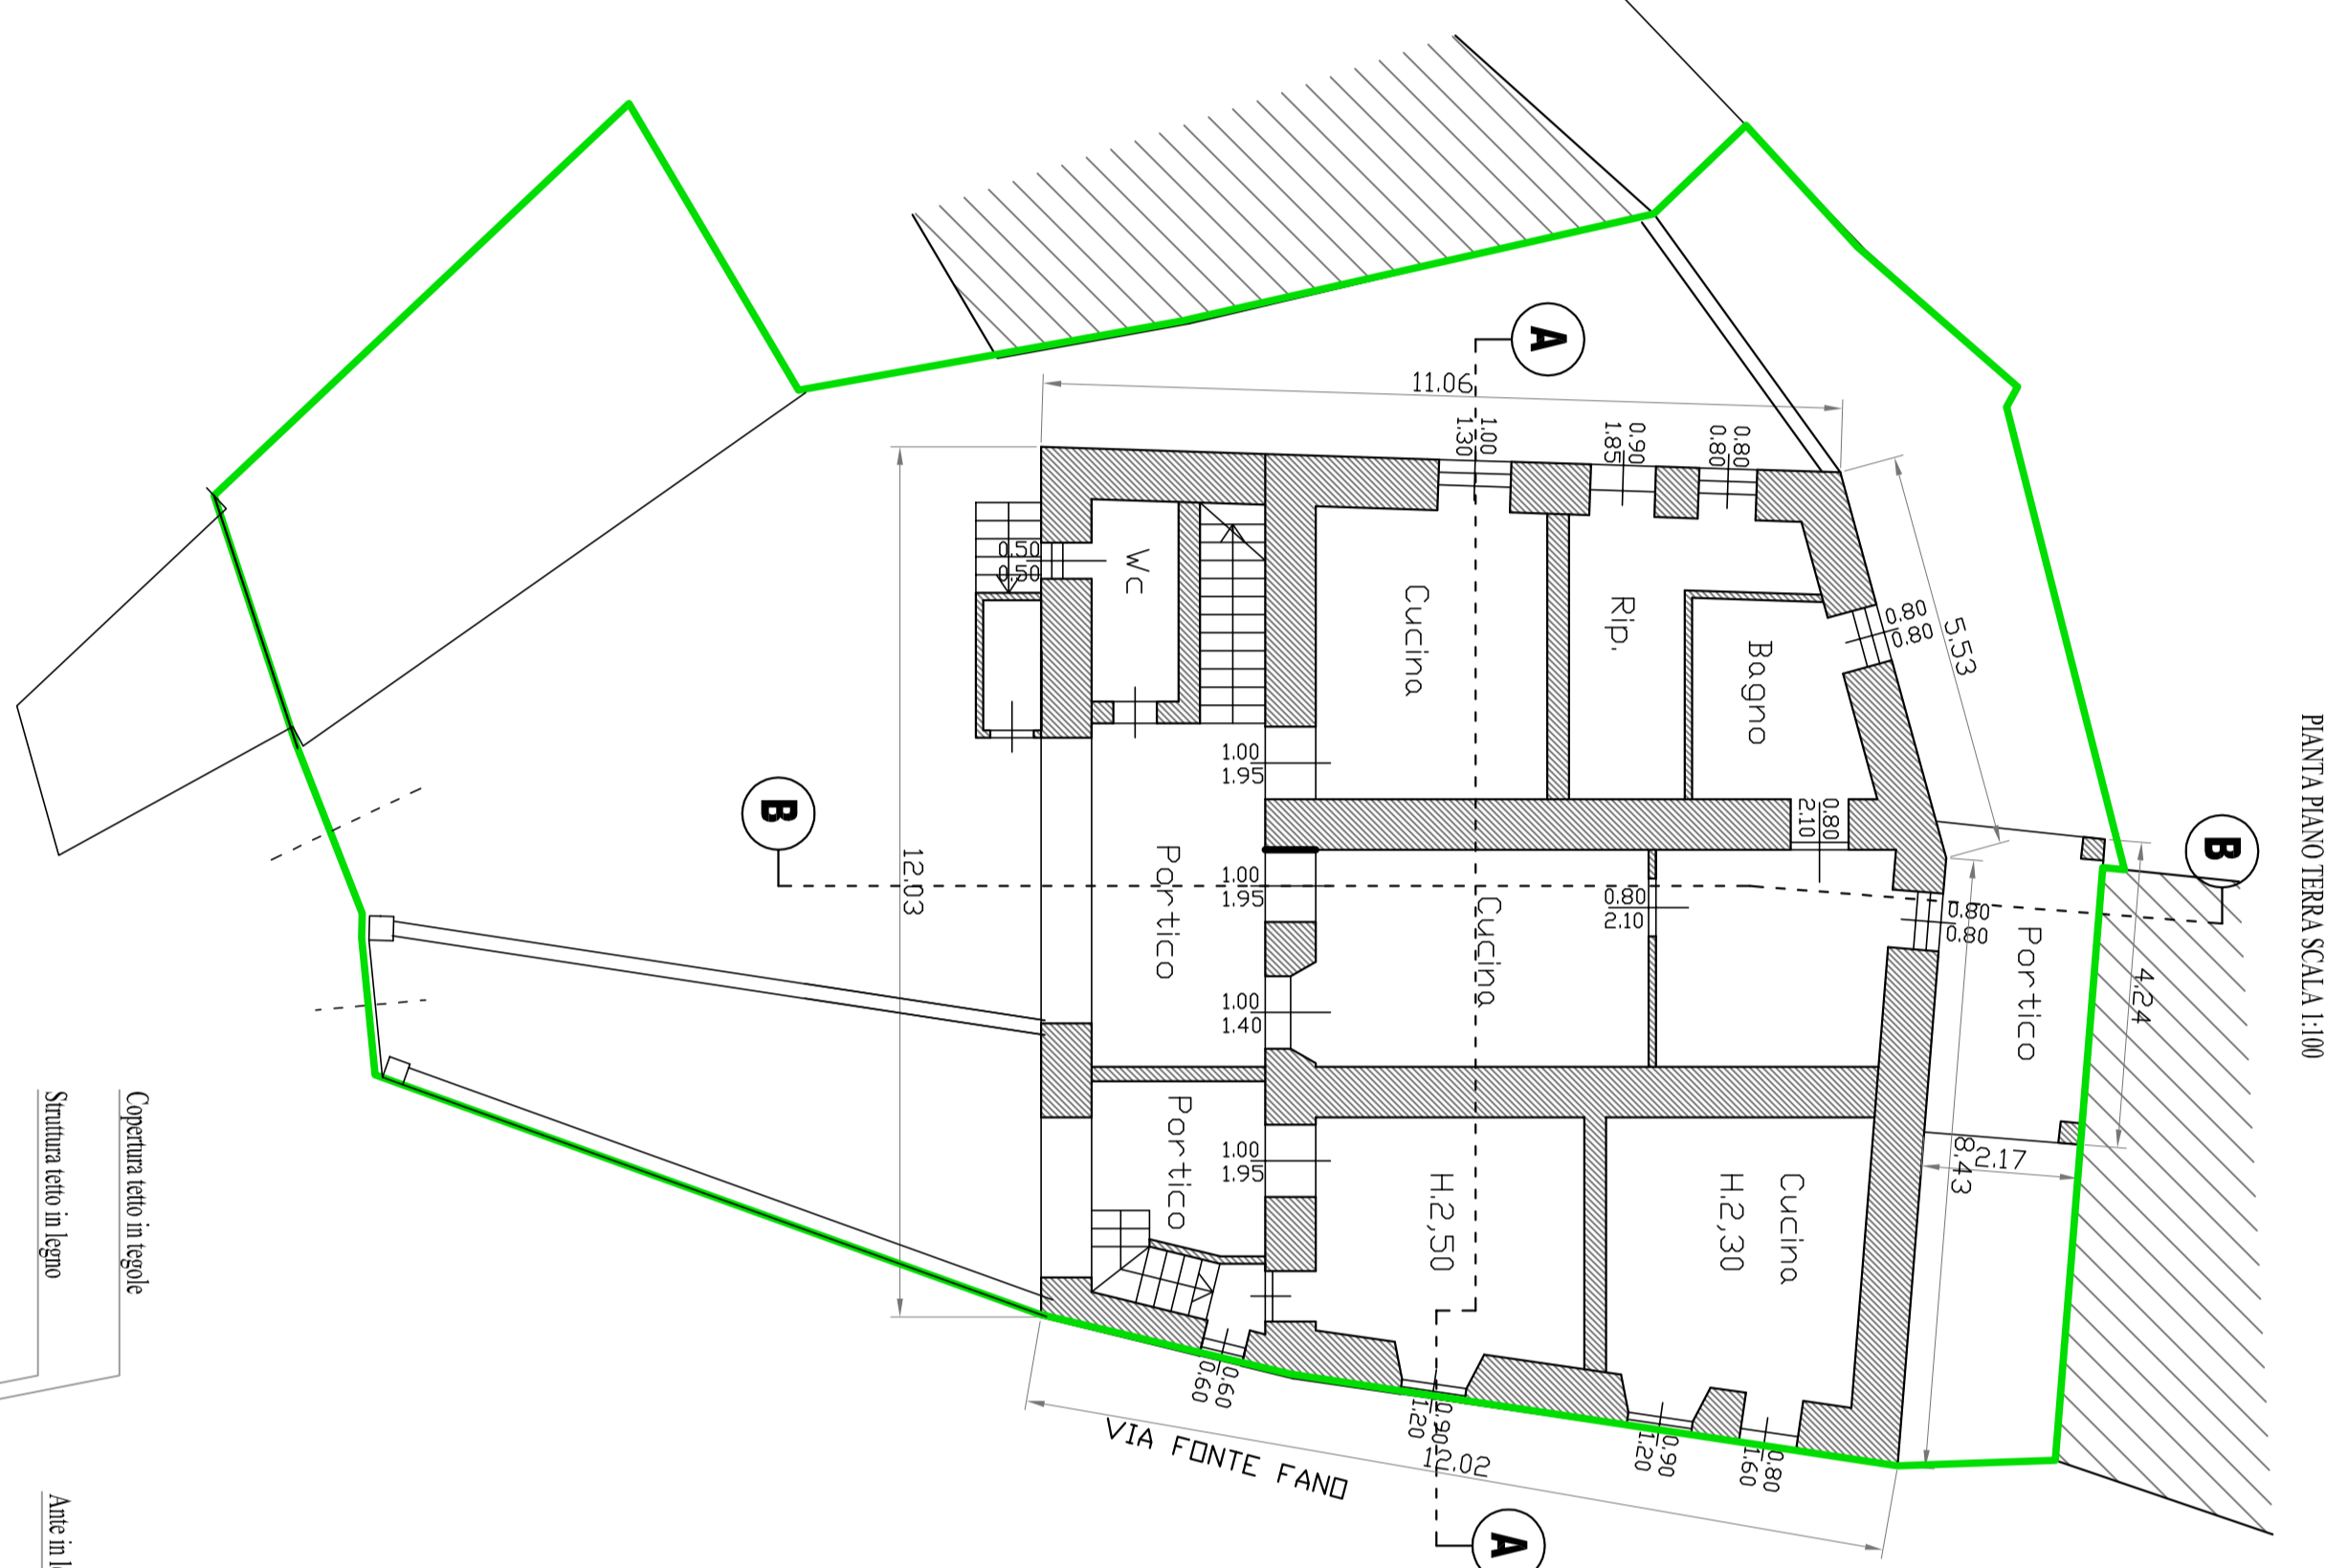 PIANTA PIANO TERRA SCALA 1:100
A
B
B
A
11.06
5,53
4.24
2.17
8.43
12.03
12.02
1.00
1.30
0.90
1.85
0.80
0.80
0.80
0.80
0.80
0.80
0.50
0.50
Wc
Cucina
Rip.
Bagno
1.00
1.95
0.80
2.10
Portico
1.00
1.95
Cucina
0.80
2.10
Portico
1.00
1.40
Portico
1.00
1.95
H.2,50
Cucina
H.2,30
0.60
0.60
0.90
1.20
0.90
1.20
0.80
1.60
VIA FONTE FANO
Copertura tetto in tegole
Struttura tetto in legno
Ante in